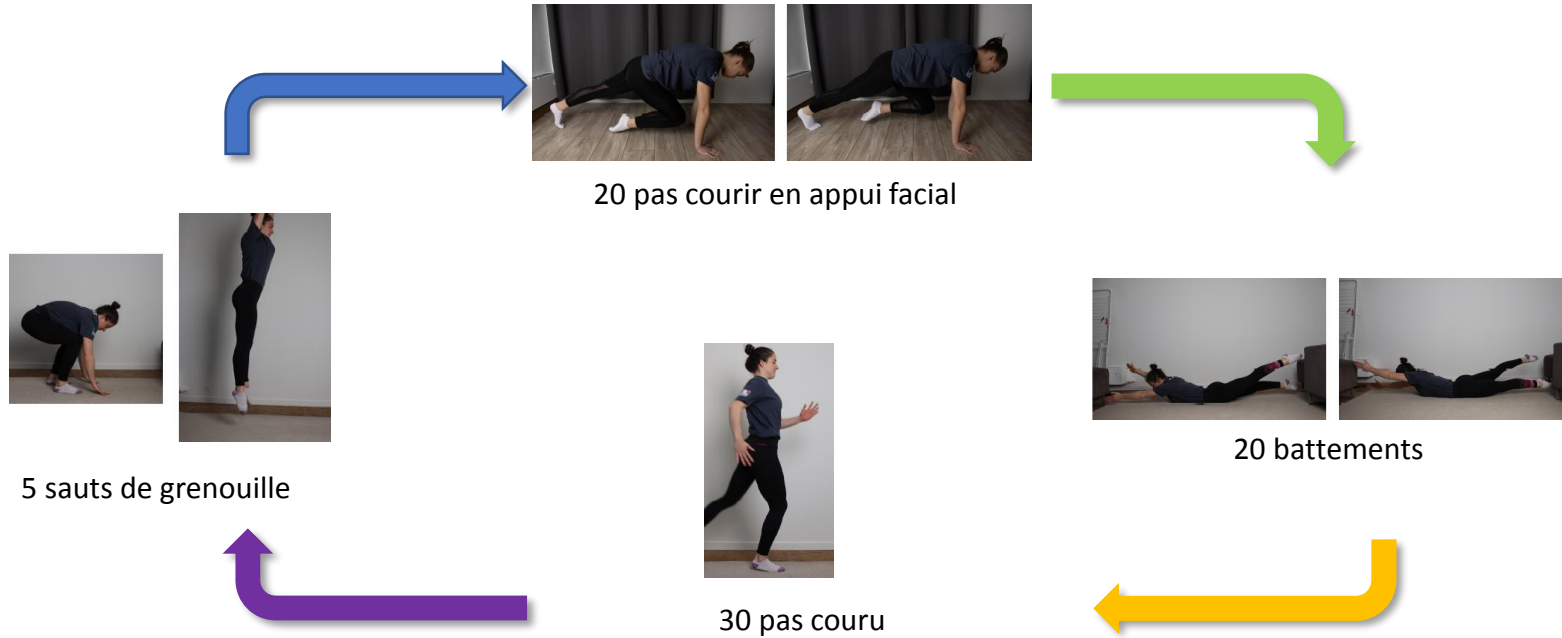 20 pas courir en appui facial
20 battements
5 sauts de grenouille
30 pas couru